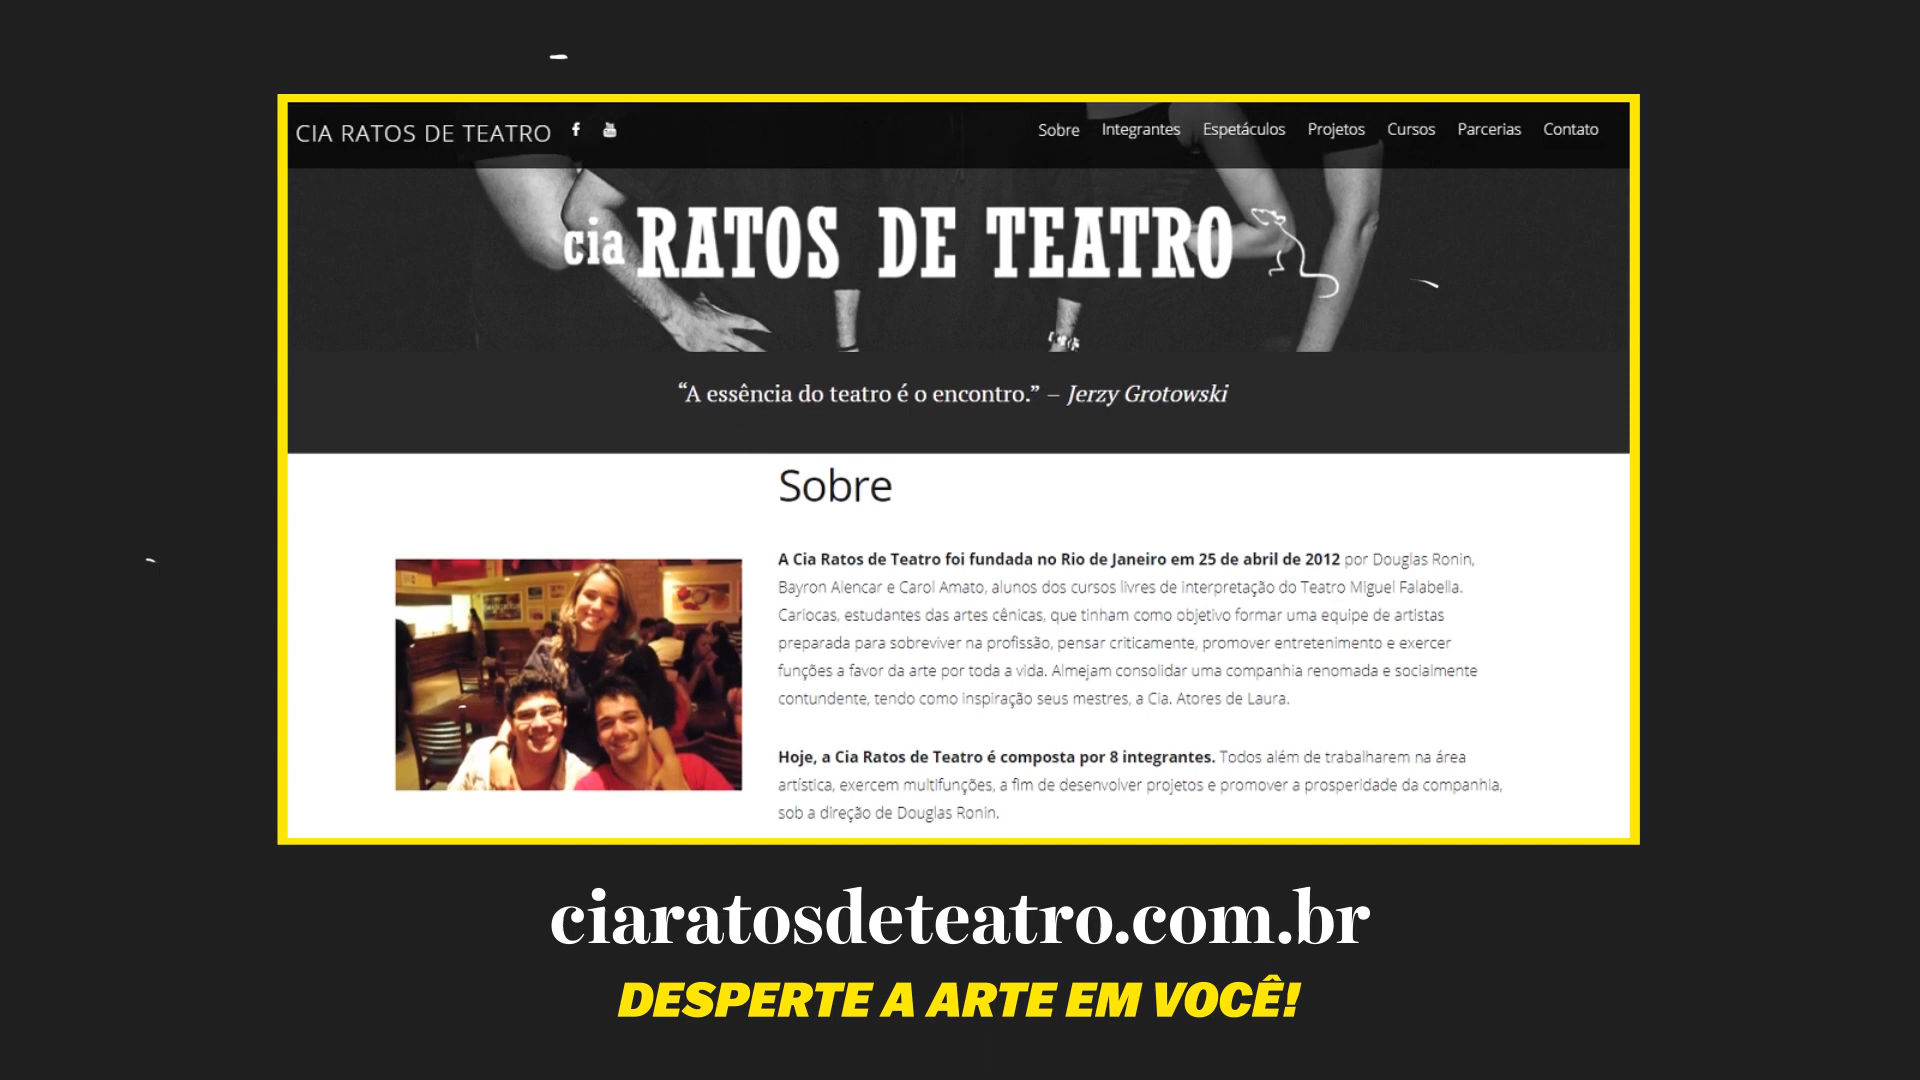 CIA RATOS DE TEATRO
Sobre Integrantes Espetáculos Projetos Cursos Parcerias Contato
cia RATOS DE TEATRO
“A essência do teatro é o encontro.” – Jerzy Grotowski
Sobre
A Cia Ratos de Teatro foi fundada no Rio de Janeiro em 25 de abril de 2012 por Douglas Ronin,
Bayron Alencar e Carol Amato, alunos dos cursos livres de interpretação do Teatro Miguel Falabella.
Cariocas, estudantes das artes cênicas, que tinham como objetivo formar uma equipe de artistas
preparada para sobreviver na profissão, pensar criticamente, promover entretenimento e exercer
funções a favor da arte por toda a vida. Almejam consolidar uma companhia renomada e socialmente
contundente, tendo como inspiração seus mestres, a Cia. Atores de Laura.
Hoje, a Cia Ratos de Teatro é composta por 8 integrantes. Todos além de trabalharem na área
artística, exercem multifunções, a fim de desenvolver projetos e promover a prosperidade da companhia,
sob a direção de Douglas Ronin.
ciaratosdeteatro.com.br
DESPERTE A ARTE EM VOCÊ!